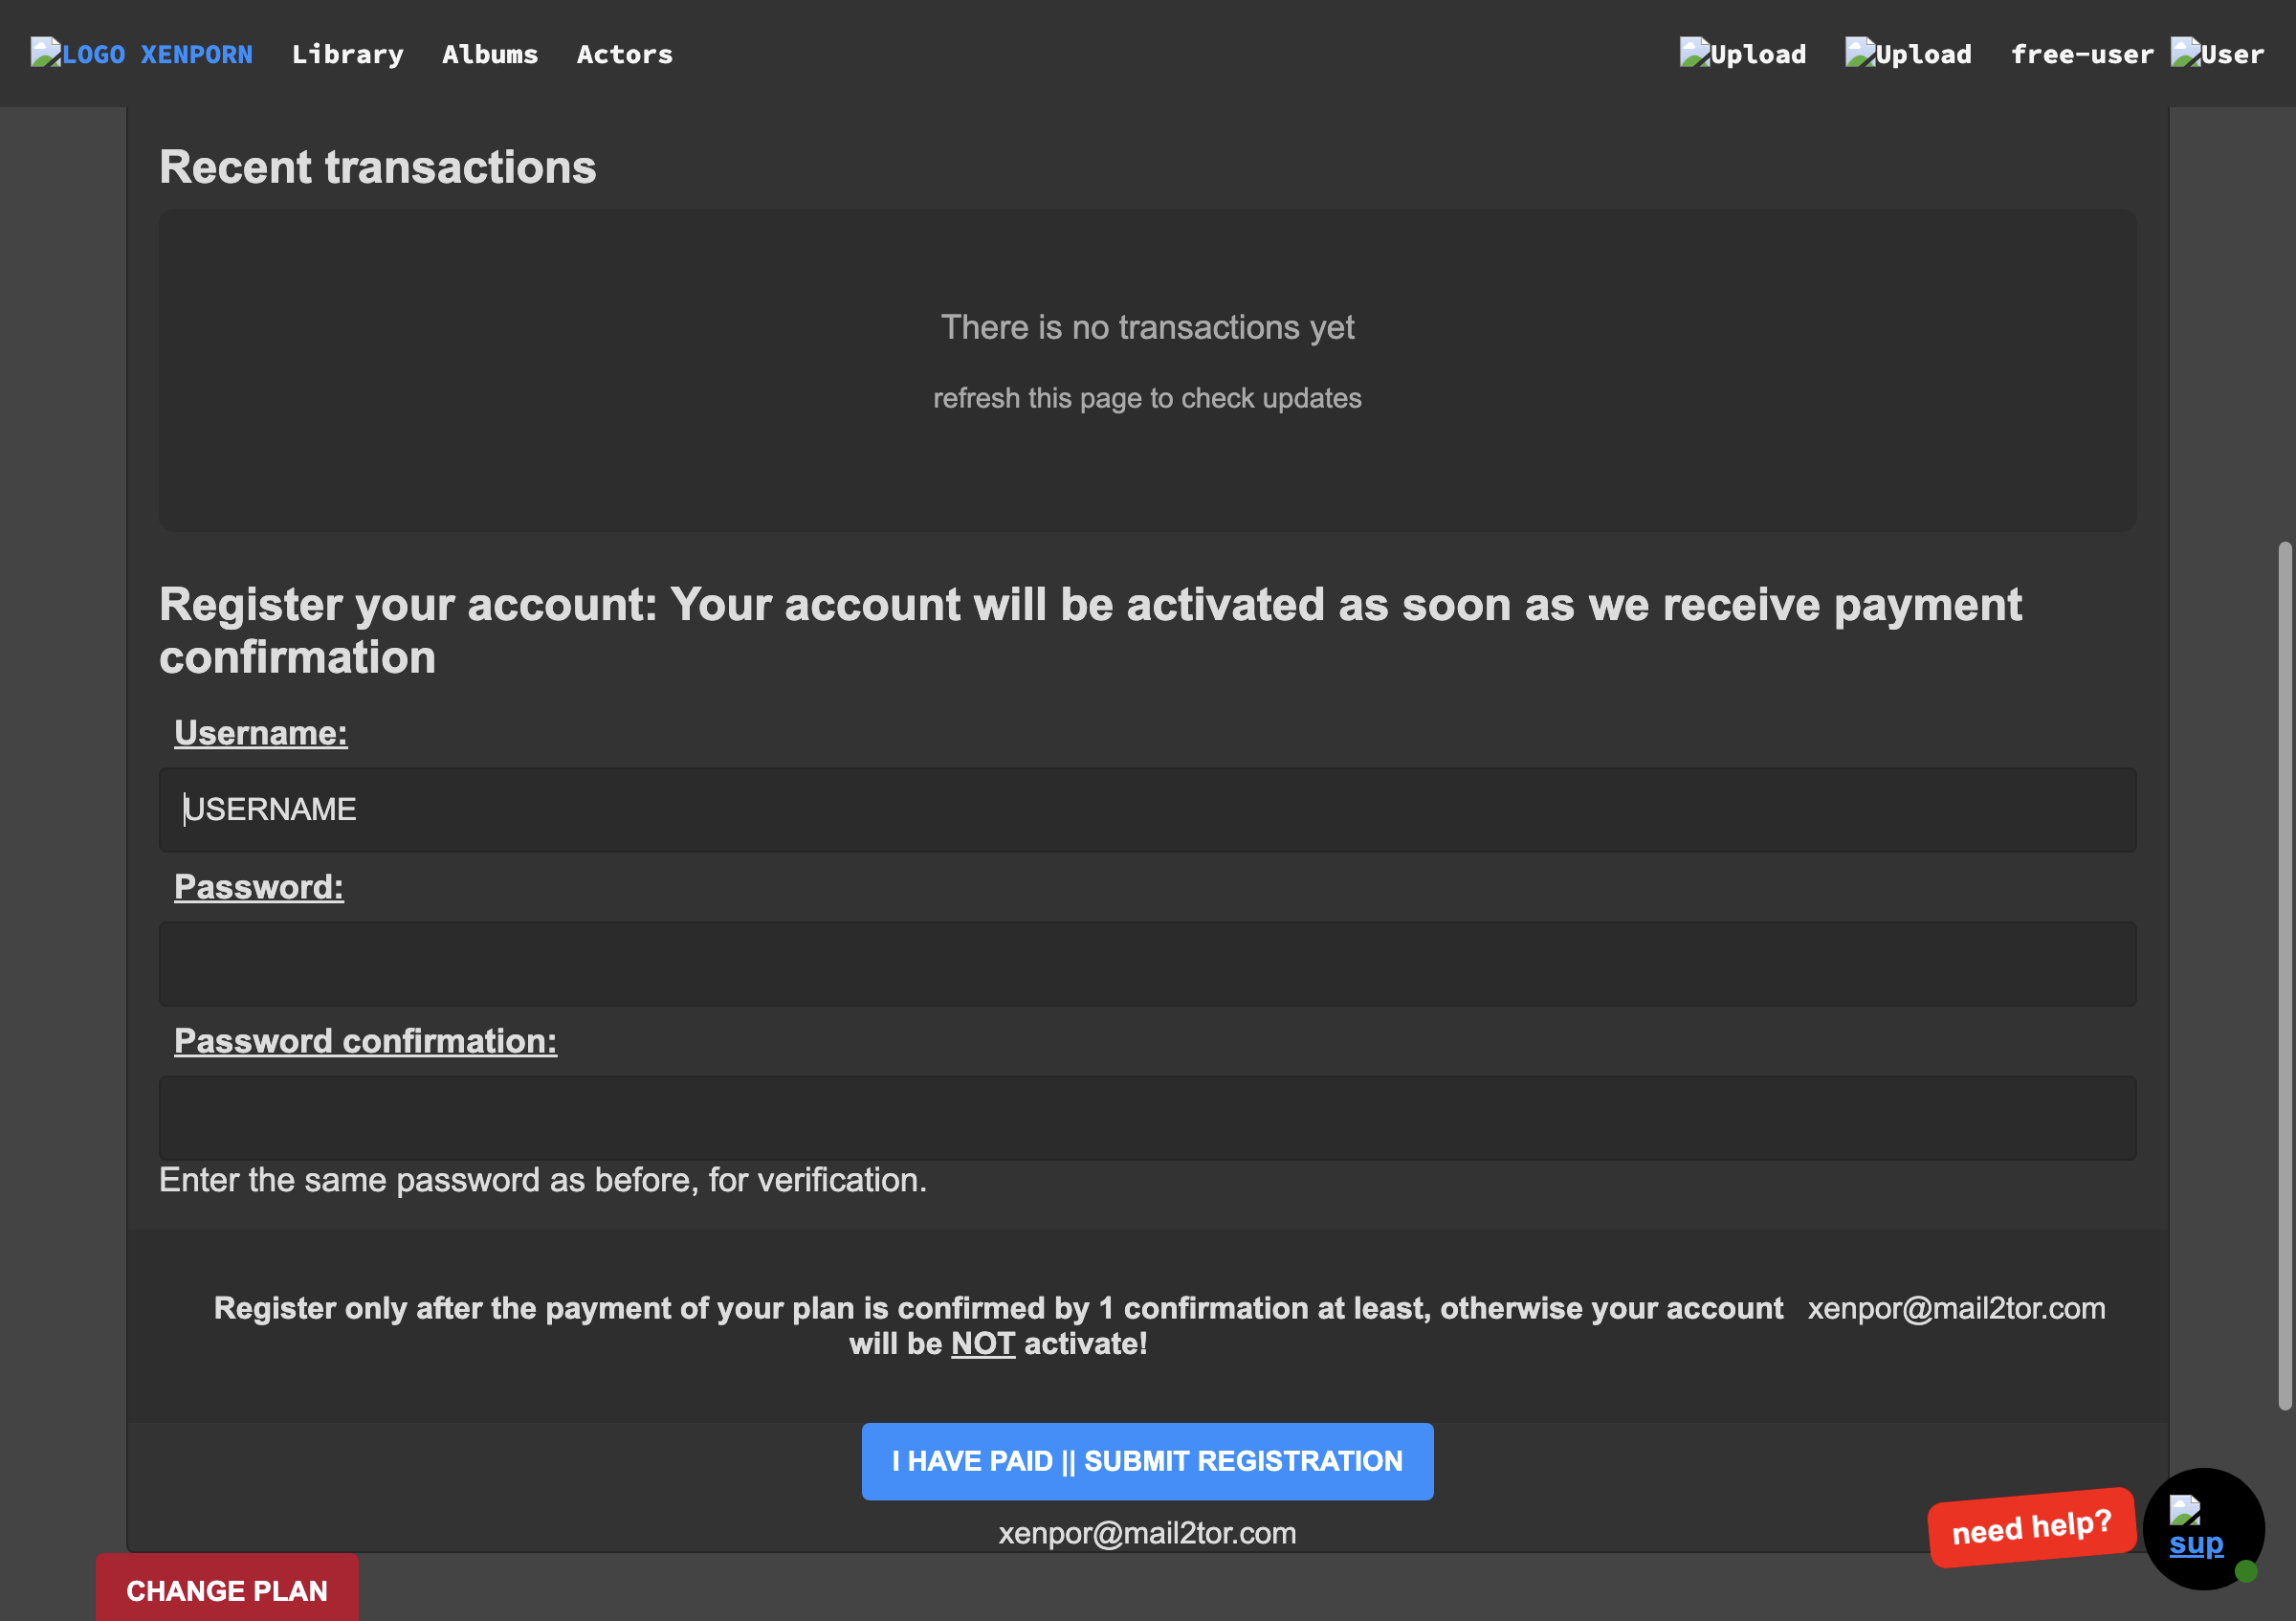 LOGO XENPORN Library Albums Actors Upload Upload free-user User
Recent transactions
There is no transactions yet
refresh this page to check updates
Register your account: Your account will be activated as soon as we receive payment
confirmation
Username:
USERNAME
Password:
Password confirmation:
Enter the same password as before, for verification.
Register only after the payment of your plan is confirmed by 1 confirmation at least, otherwise your account xenpor@mail2tor.com
will be NOT activate!
I HAVE PAID || SUBMIT REGISTRATION
xenpor@mail2tor.com
need help?
sup
CHANGE PLAN